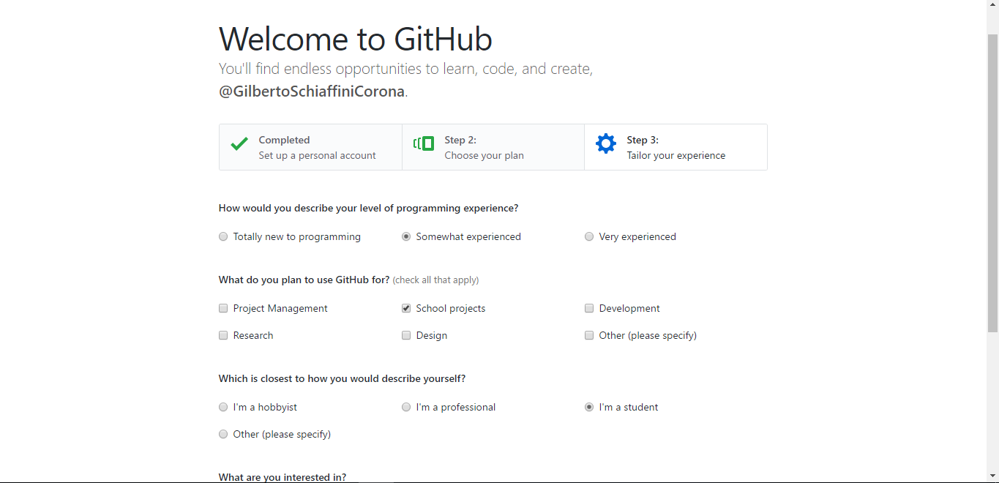 Welcome to GitHub
You'll find endless opportunities to learn, code, and create,
@GilbertoSchiaffiniCorona.
Completed
Set up a personal account
Step 2:
Choose your plan
Step 3:
Tailor your experience
How would you describe your level of programming experience?
Totally new to programming
Somewhat experienced
Very experienced
What do you plan to use GitHub for? (check all that apply)
Project Management
School projects
Development
Research
Design
Other (please specify)
Which is closest to how you would describe yourself?
I'm a hobbyist
I'm a professional
I'm a student
Other (please specify)
What are you interested in?